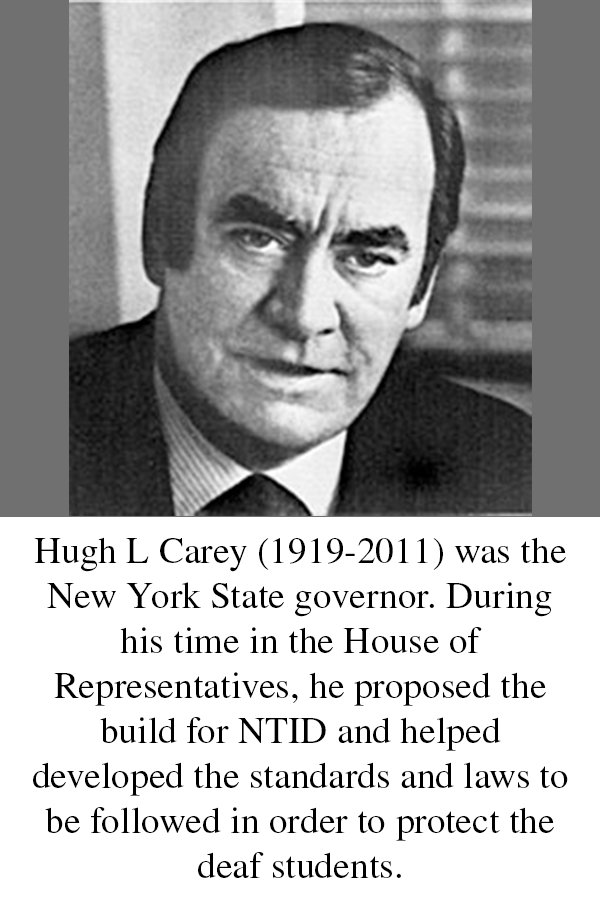 Hugh L Carey (1919-2011) was the
New York State governor. During
his time in the House of
Representatives, he proposed the
build for NTID and helped
developed the standards and laws to
be followed in order to protect the
deaf students.